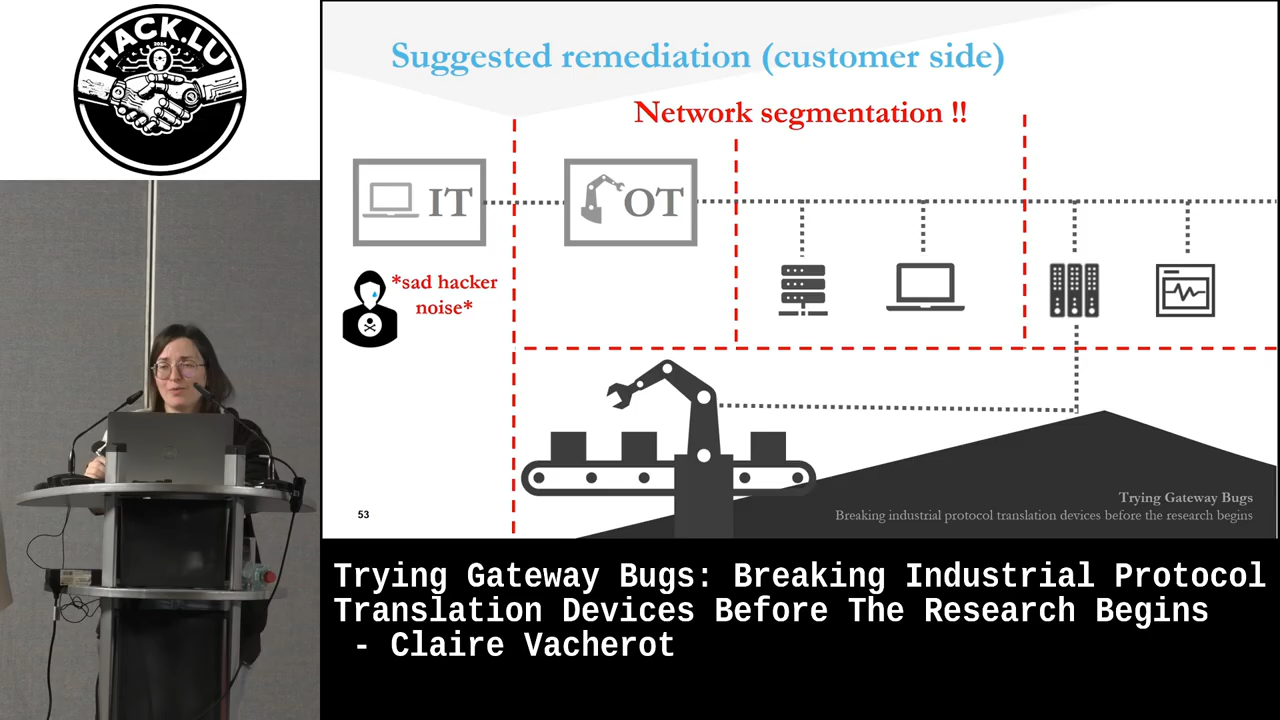 HACK.LU
2024
Suggested remediation (customer side)
Network segmentation !!
IT
OT
*sad hacker
noise*
53
Trying Gateway Bugs
Breaking industrial protocol translation devices before the research begins
Trying Gateway Bugs: Breaking Industrial Protocol
Translation Devices Before The Research Begins
- Claire Vacherot